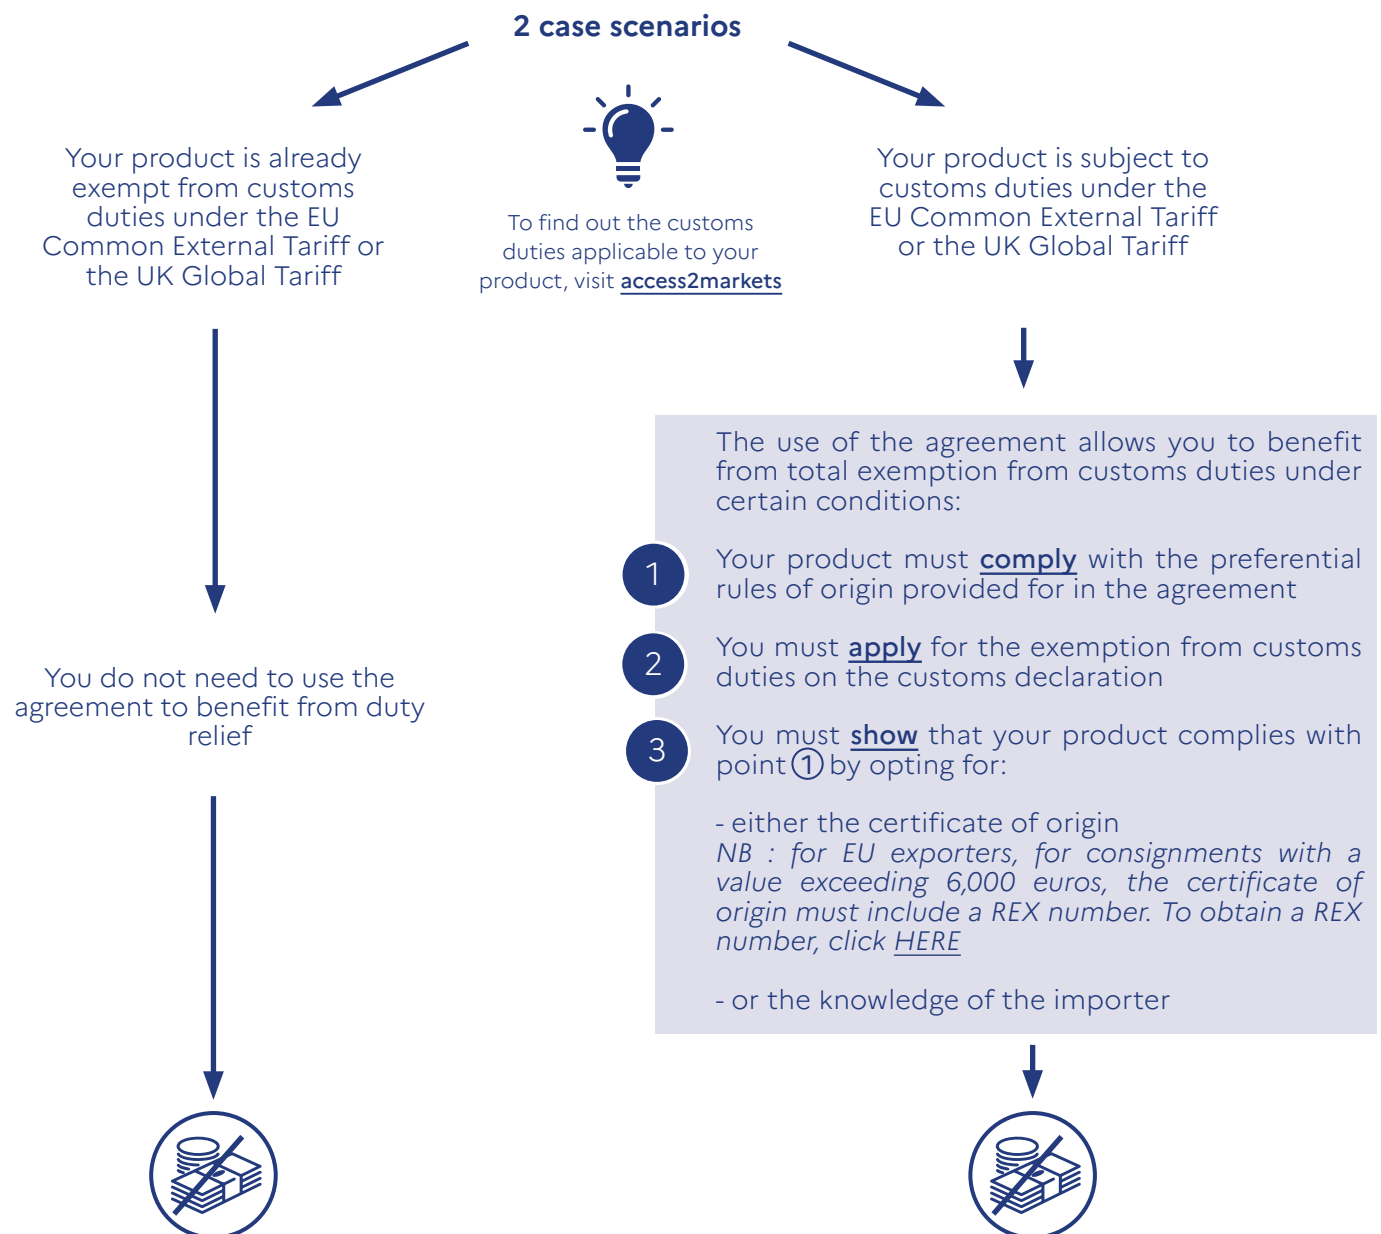 2 case scenarios
Your product is already
exempt from customs
duties under the EU
Common External Tariff or
the UK Global Tariff
To find out the customs
duties applicable to your
product, visit access2markets
Your product is subject to
customs duties under the
EU Common External Tariff
or the UK Global Tariff
You do not need to use the
agreement to benefit from duty
relief
The use of the agreement allows you to benefit
from total exemption from customs duties under
certain conditions:
1 Your product must comply with the preferential
rules of origin provided for in the agreement
2 You must apply for the exemption from customs
duties on the customs declaration
3 You must show that your product complies with
point 1 by opting for:
- either the certificate of origin
NB : for EU exporters, for consignments with a
value exceeding 6,000 euros, the certificate of
origin must include a REX number. To obtain a REX
number, click HERE
- or the knowledge of the importer